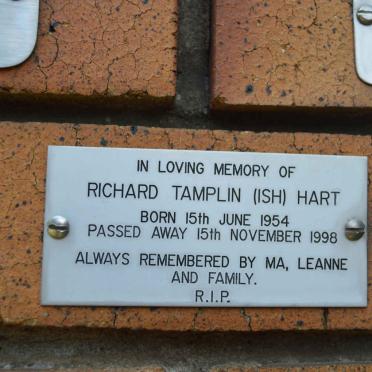 IN LOVING MEMORY OF
RICHARD TAMPLIN (ISH) HART
BORN 15th JUNE 1954
PASSED AWAY 15th NOVEMBER 1998
ALWAYS REMEMBERED BY MA, LEANNE
AND FAMILY.
R.I.P.